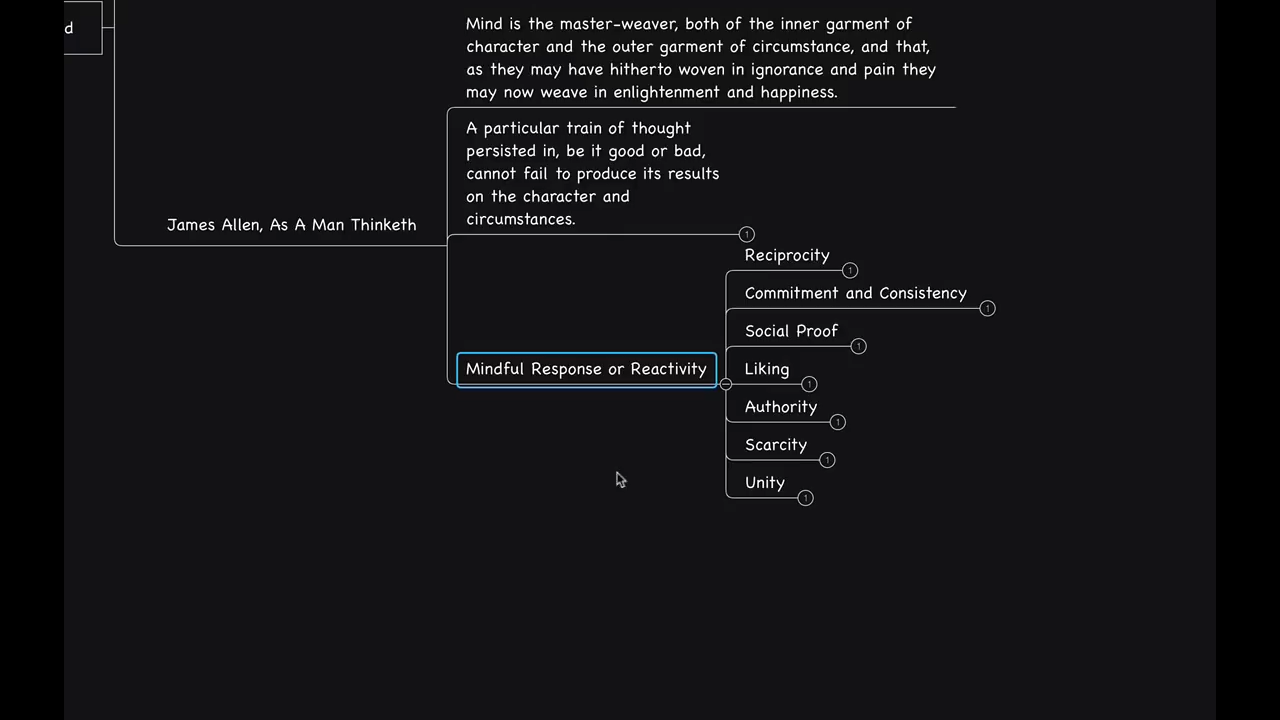 d
Mind is the master-weaver, both of the inner garment of
character and the outer garment of circumstance, and that,
as they may have hitherto woven in ignorance and pain they
may now weave in enlightenment and happiness.
A particular train of thought
persisted in, be it good or bad,
cannot fail to produce its results
on the character and
circumstances.
1
James Allen, As A Man Thinketh
Mindful Response or Reactivity
Reciprocity
1
Commitment and Consistency
1
Social Proof
1
Liking
1
Authority
1
Scarcity
1
Unity
1